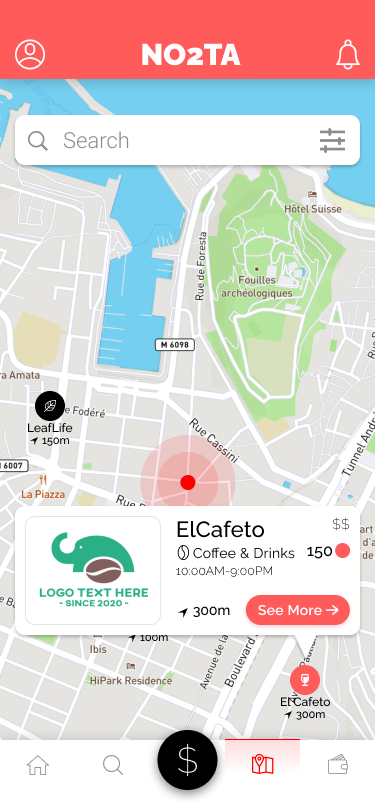 NO2TA
Search
Hôtel Suisse
Rue de Foresta
Fouilles
archéologiques
M 6098
ra Amata
e Fodéré
LeafLife
150m
Rue Cassini
6007
Tunnel André
La Piazza
Rue
ElCafeto
$$
Coffee & Drinks
150
10:00AM-9:00PM
LOGO TEXT HERE
- SINCE 2020 -
300m
See More
100m
Ibis
HiPark Residence
Avenue de la
Boulevard
ElCafeto
300m
$